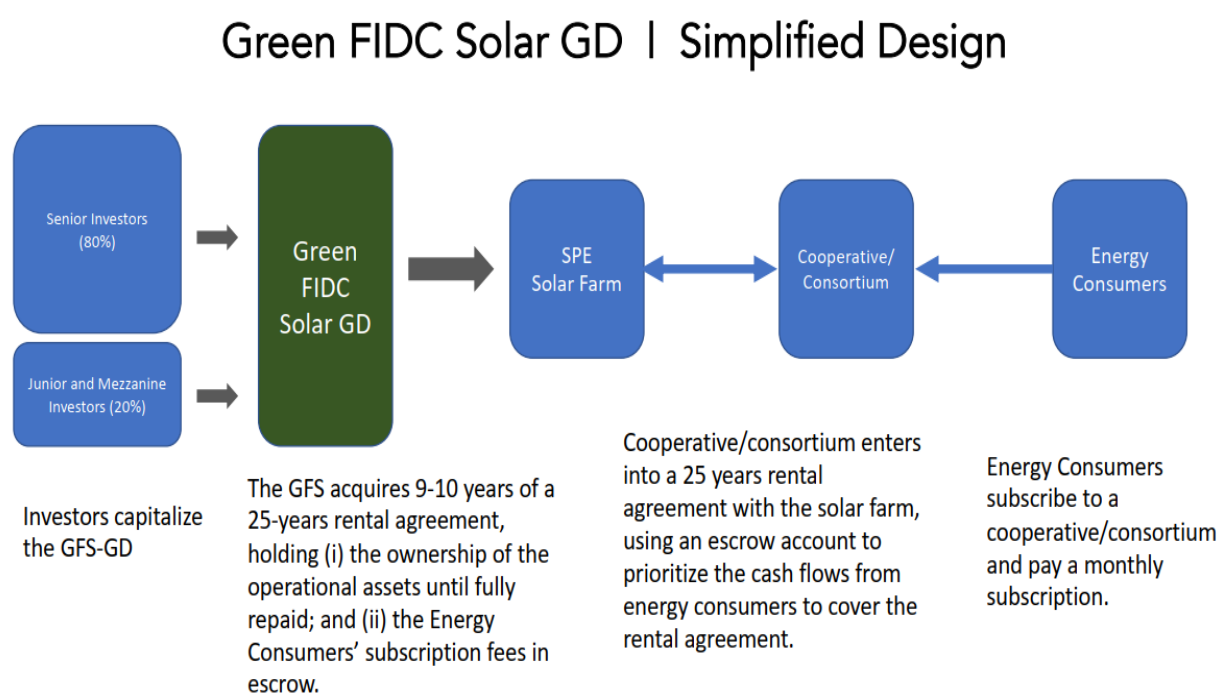 Green FIDC Solar GD | Simplified Design
Senior Investors
(80%)
Junior and Mezzanine
Investors (20%)
Green
FIDC
Solar GD
SPE
Solar Farm
Cooperative/
Consortium
Energy
Consumers
Investors capitalize
the GFS-GD
The GFS acquires 9-10 years of a
25-years rental agreement,
holding (i) the ownership of the
operational assets until fully
repaid; and (ii) the Energy
Consumers’ subscription fees in
escrow.
Cooperative/consortium enters
into a 25 years rental
agreement with the solar farm,
using an escrow account to
prioritize the cash flows from
energy consumers to cover the
rental agreement.
Energy Consumers
subscribe to a
cooperative/consortium
and pay a monthly
subscription.